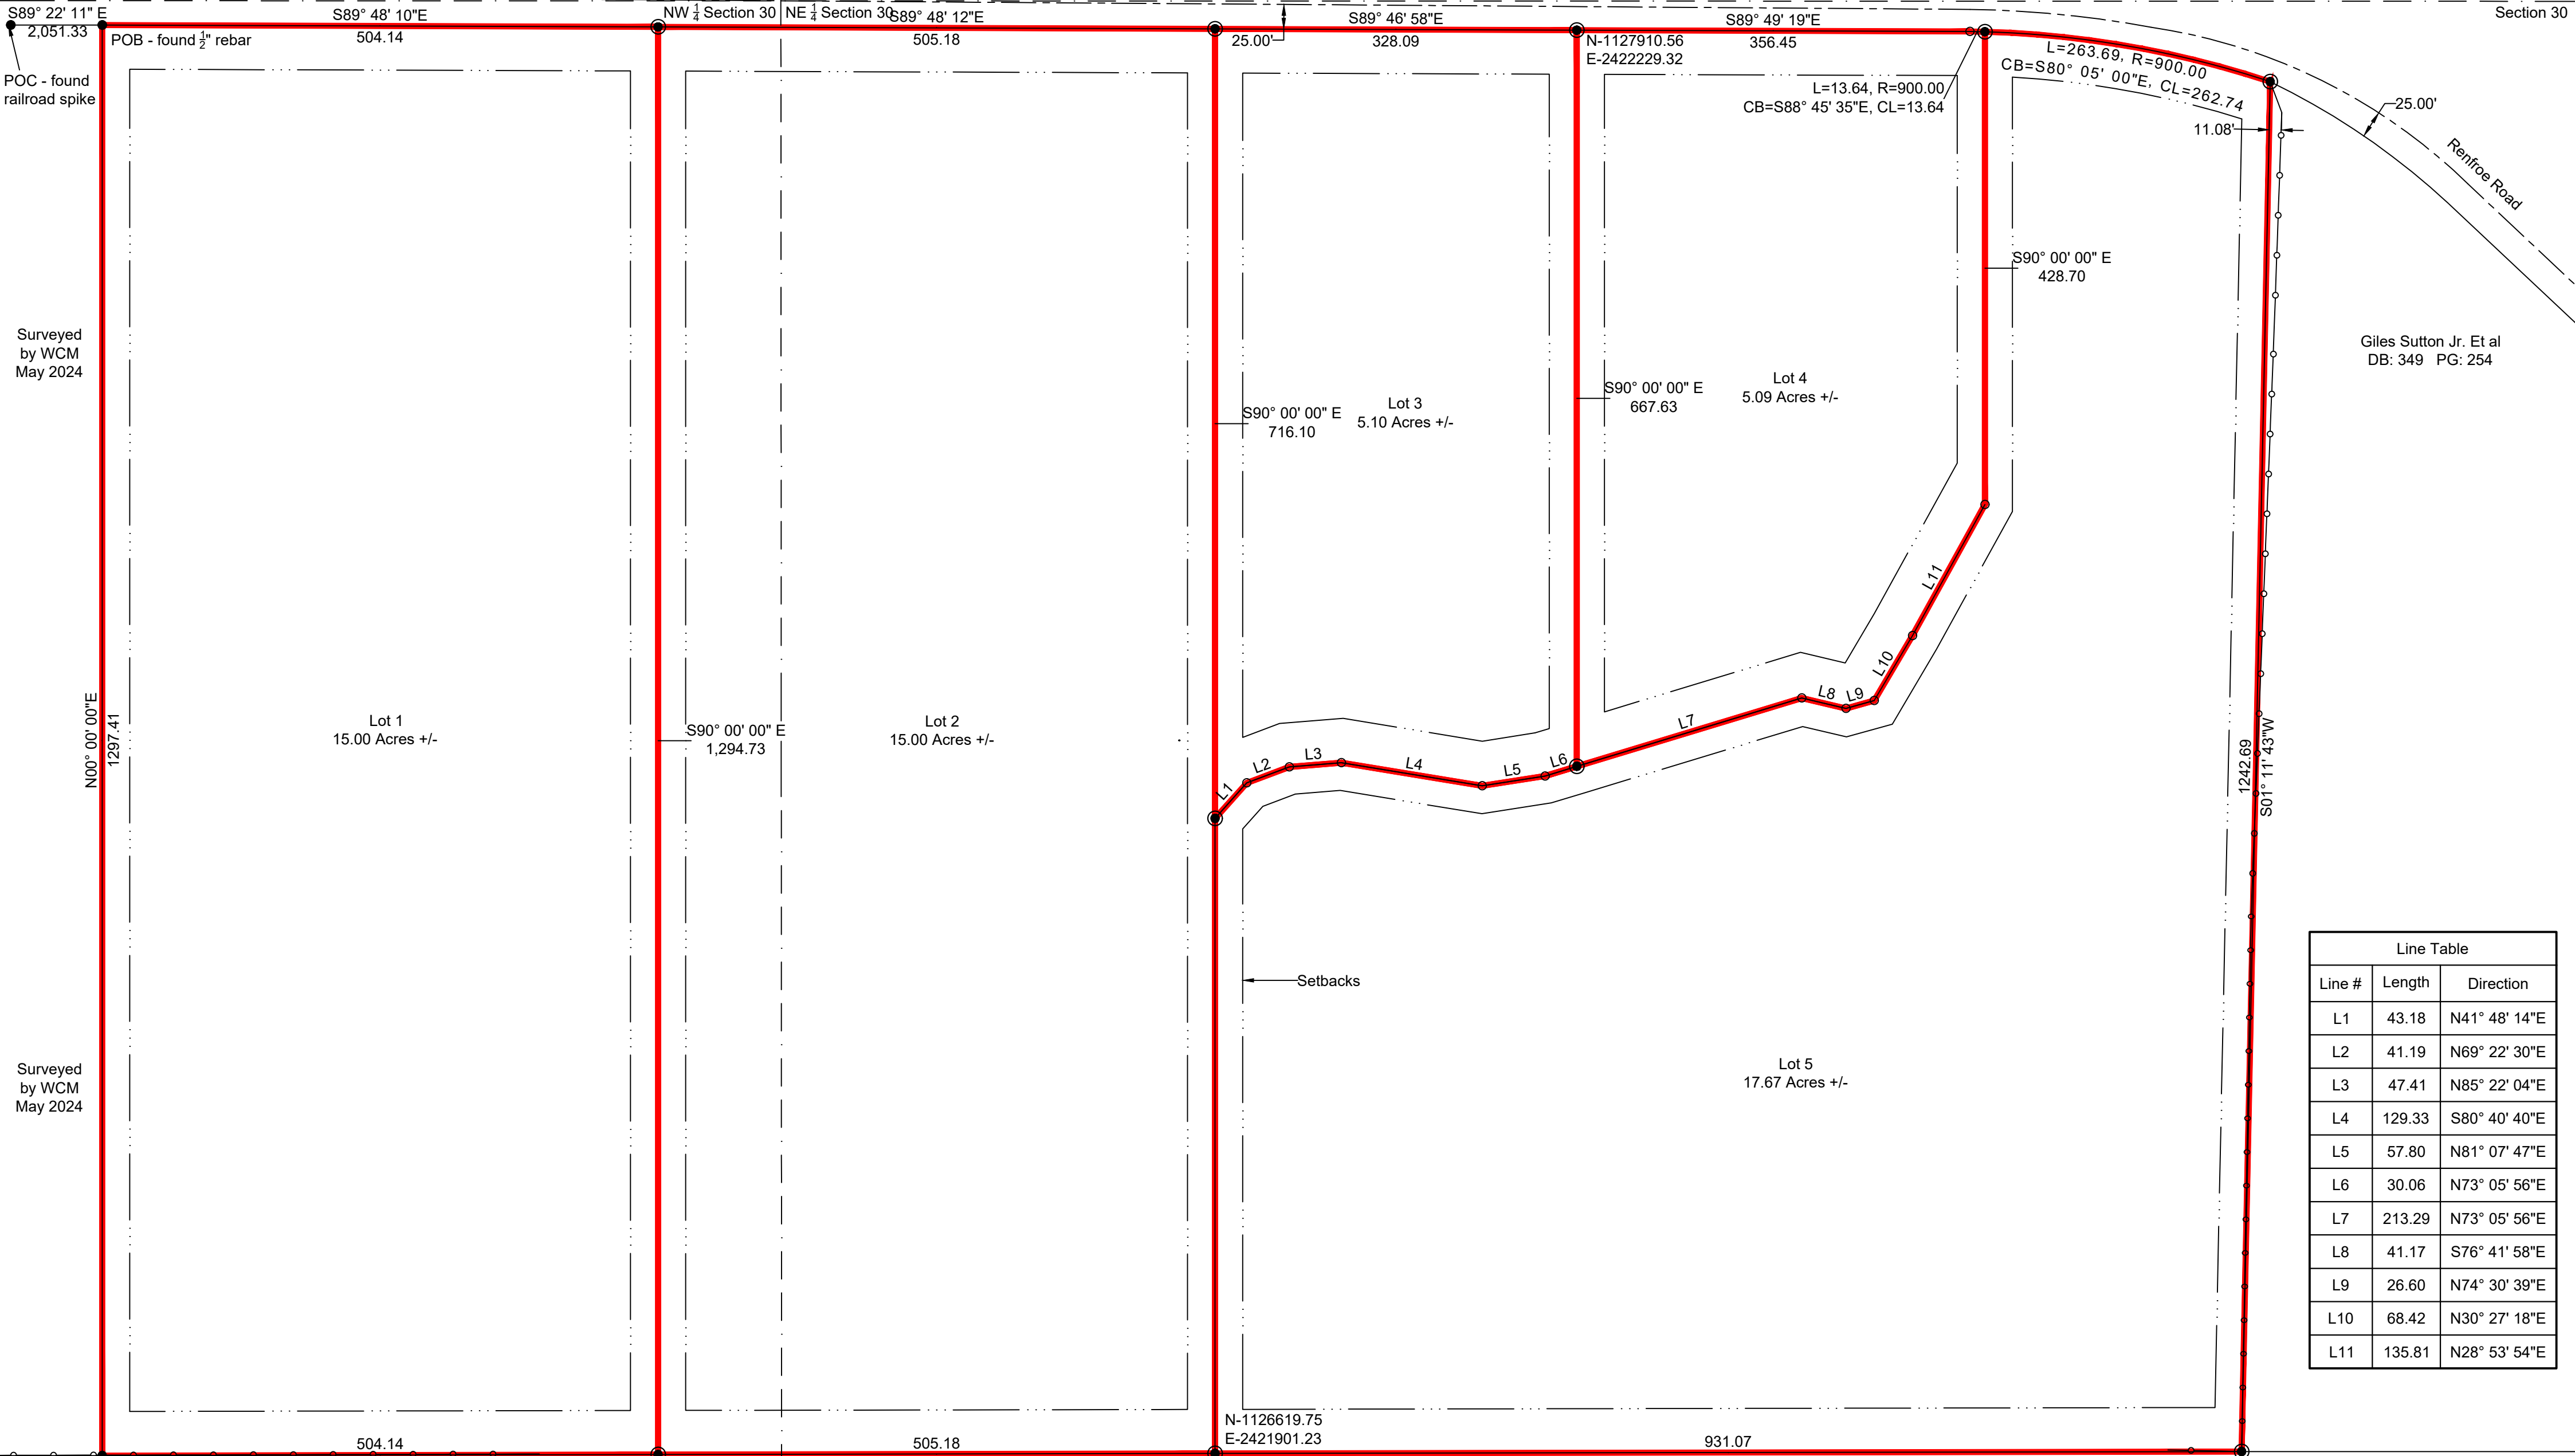 S89° 22' 11" E
2,051.33
POC - found
railroad spike
S89° 48' 10"E
504.14
POB - found ½" rebar
NW ¼ Section 30
NE ¼ Section 30
S89° 48' 12"E
505.18
25.00'
S89° 46' 58"E
328.09
N-1127910.56
E-2422229.32
S89° 49' 19"E
356.45
L=13.64, R=900.00
CB=S88° 45' 35"E, CL=13.64
L=263.69, R=900.00
CB=S80° 05' 00"E, CL=262.74
11.08'
25.00'
Renfroe Road
Section 30
Surveyed
by WCM
May 2024
S90° 00' 00" E
428.70
Giles Sutton Jr. Et al
DB: 349 PG: 254
Lot 3
5.10 Acres +/-
S90° 00' 00" E
716.10
S90° 00' 00" E
667.63
Lot 4
5.09 Acres +/-
N00° 00' 00"E
1297.41
Lot 1
15.00 Acres +/-
S90° 00' 00" E
1,294.73
Lot 2
15.00 Acres +/-
L1
L2
L3
L4
L5
L6
L7
L8
L9
L10
L11
1242.69
S01° 11' 43"W
Setbacks
Surveyed
by WCM
May 2024
Lot 5
17.67 Acres +/-
Line Table
Line # Length Direction
L1 43.18 N41° 48' 14"E
L2 41.19 N69° 22' 30"E
L3 47.41 N85° 22' 04"E
L4 129.33 S80° 40' 40"E
L5 57.80 N81° 07' 47"E
L6 30.06 N73° 05' 56"E
L7 213.29 N73° 05' 56"E
L8 41.17 S76° 41' 58"E
L9 26.60 N74° 30' 39"E
L10 68.42 N30° 27' 18"E
L11 135.81 N28° 53' 54"E
N-1126619.75
E-2421901.23
504.14
505.18
931.07